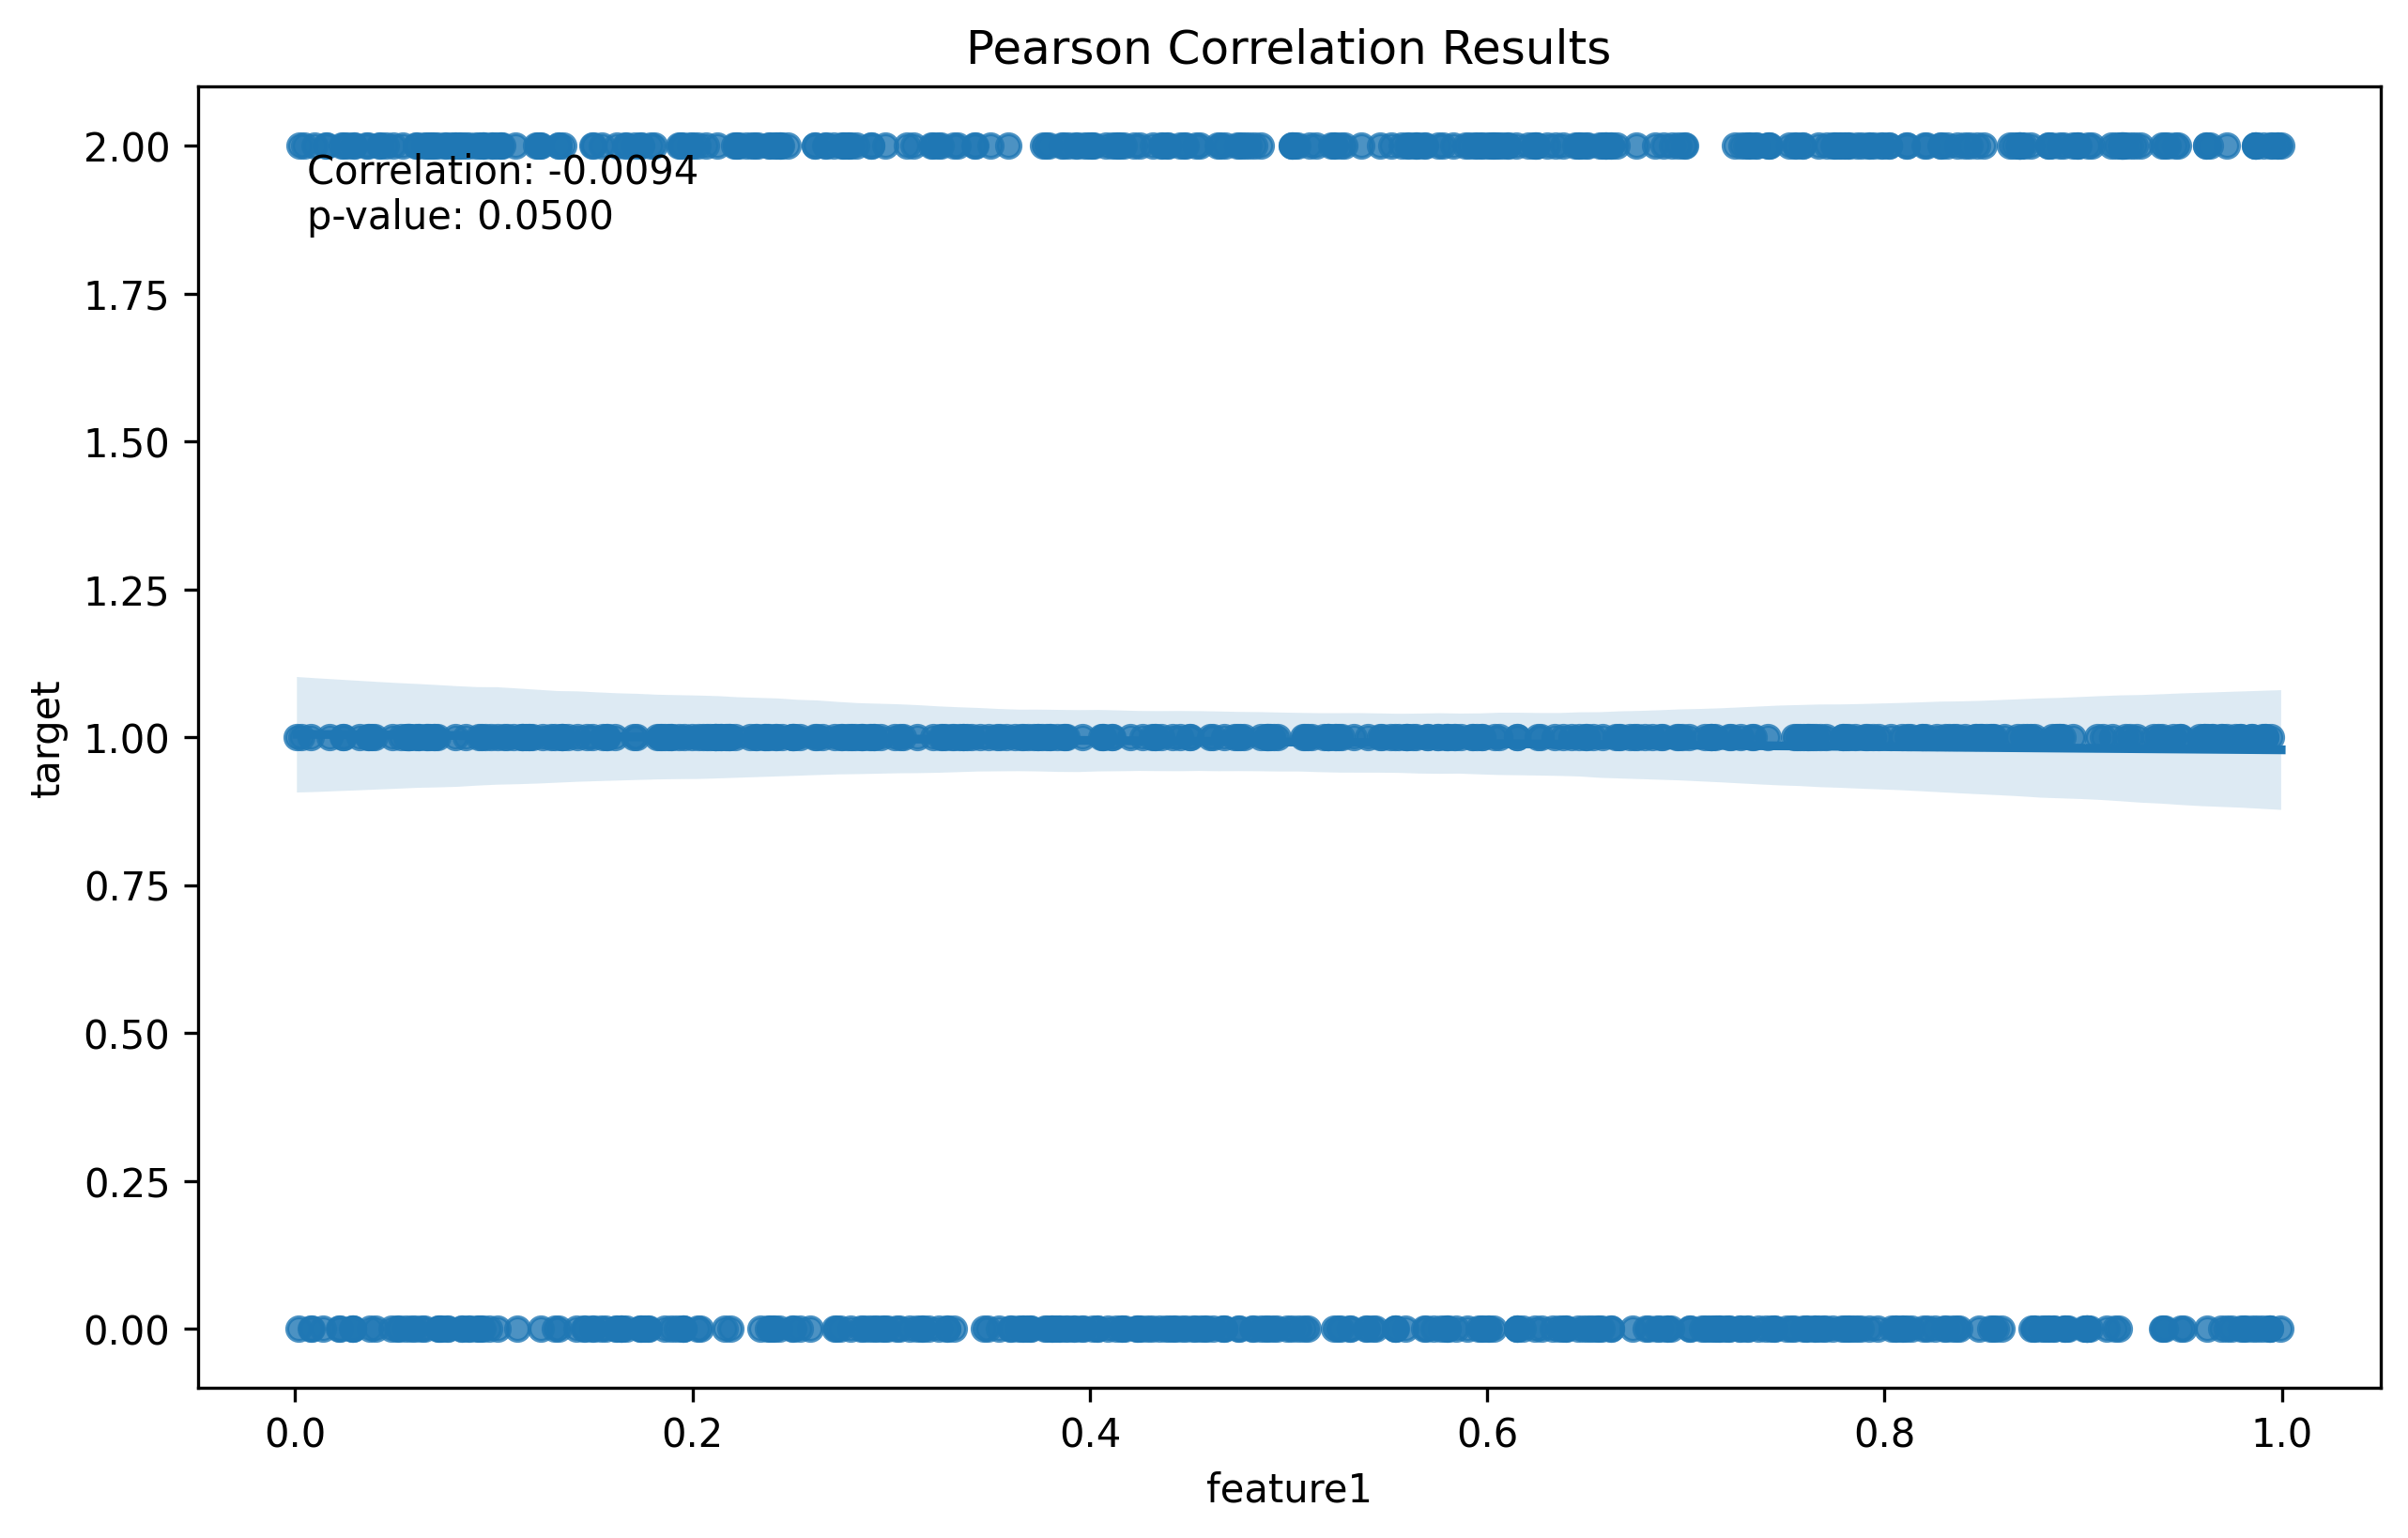 Pearson Correlation Results
2.00
Correlation: -0.0094
p-value: 0.0500
1.75
1.50
1.25
target
1.00
0.75
0.50
0.25
0.00
0.0 0.2 0.4 0.6 0.8 1.0
feature1